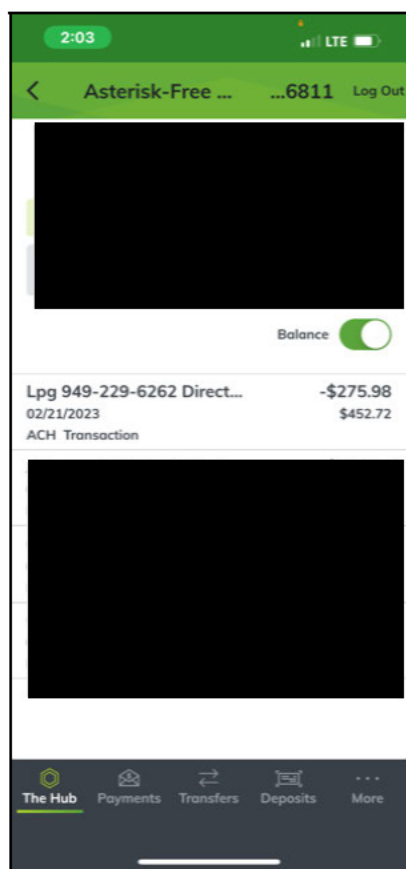 2:03 LTE
Asterisk-Free ... ...6811 Log Out
Balance
Lpg 949-229-6262 Direct... -$275.98
02/21/2023 $452.72
ACH Transaction
The Hub Payments Transfers Deposits More